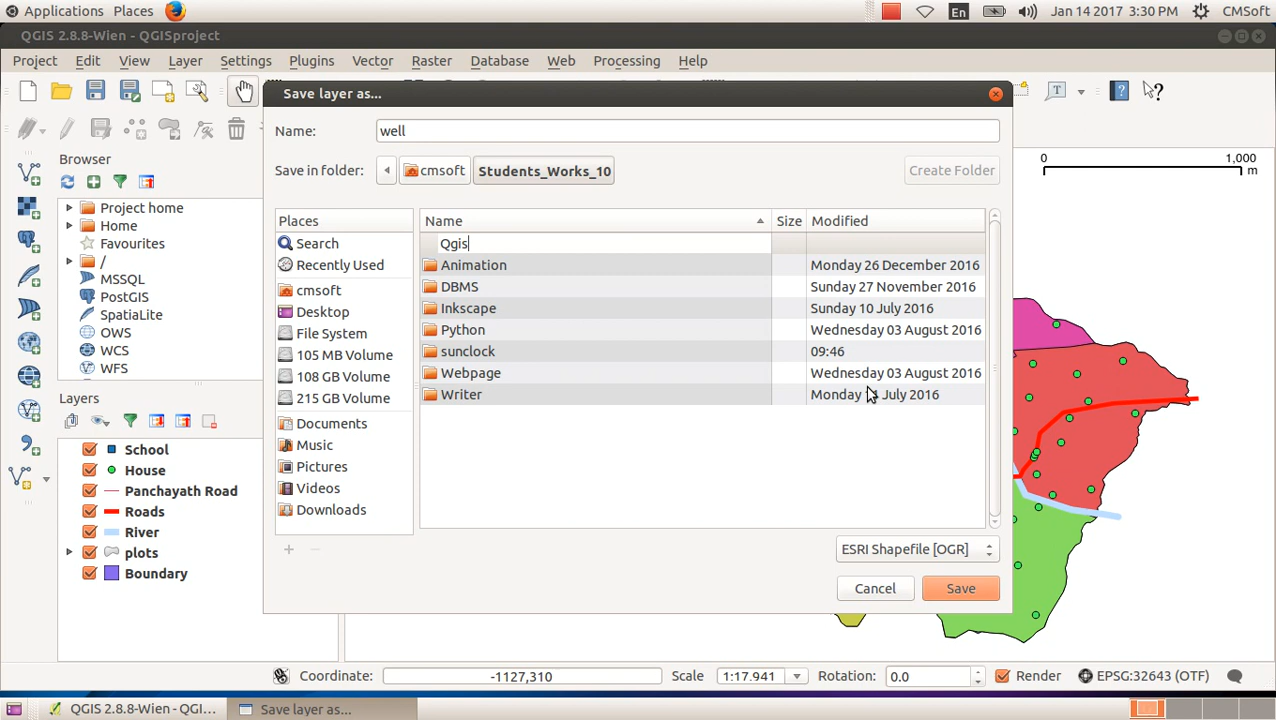 Applications Places En Jan 14 2017 3:30 PM CMSoft
QGIS 2.8.8-Wien - QGISproject
Project Edit View Layer Settings Plugins Vector Raster Database Web Processing Help
Save layer as...
Name: well
Save in folder: cmsoft Students_Works_10 Create Folder
Browser
Project home
Home
Favourites
/
MSSQL
PostGIS
SpatiaLite
OWS
WCS
WFS
Places
Search
Recently Used
cmsoft
Desktop
File System
105 MB Volume
108 GB Volume
215 GB Volume
Documents
Music
Pictures
Videos
Downloads
Name Size Modified
Qgis
Animation Monday 26 December 2016
DBMS Sunday 27 November 2016
Inkscape Sunday 10 July 2016
Python Wednesday 03 August 2016
sunclock 09:46
Webpage Wednesday 03 August 2016
Writer Monday July 2016
ESRI Shapefile [OGR]
Cancel Save
0 1,000
m
Layers
School
House
Panchayath Road
Roads
River
plots
Boundary
Coordinate: -1127,310 Scale 1:17.941 Rotation: 0.0 Render EPSG:32643 (OTF)
QGIS 2.8.8-Wien - QGI... Save layer as...